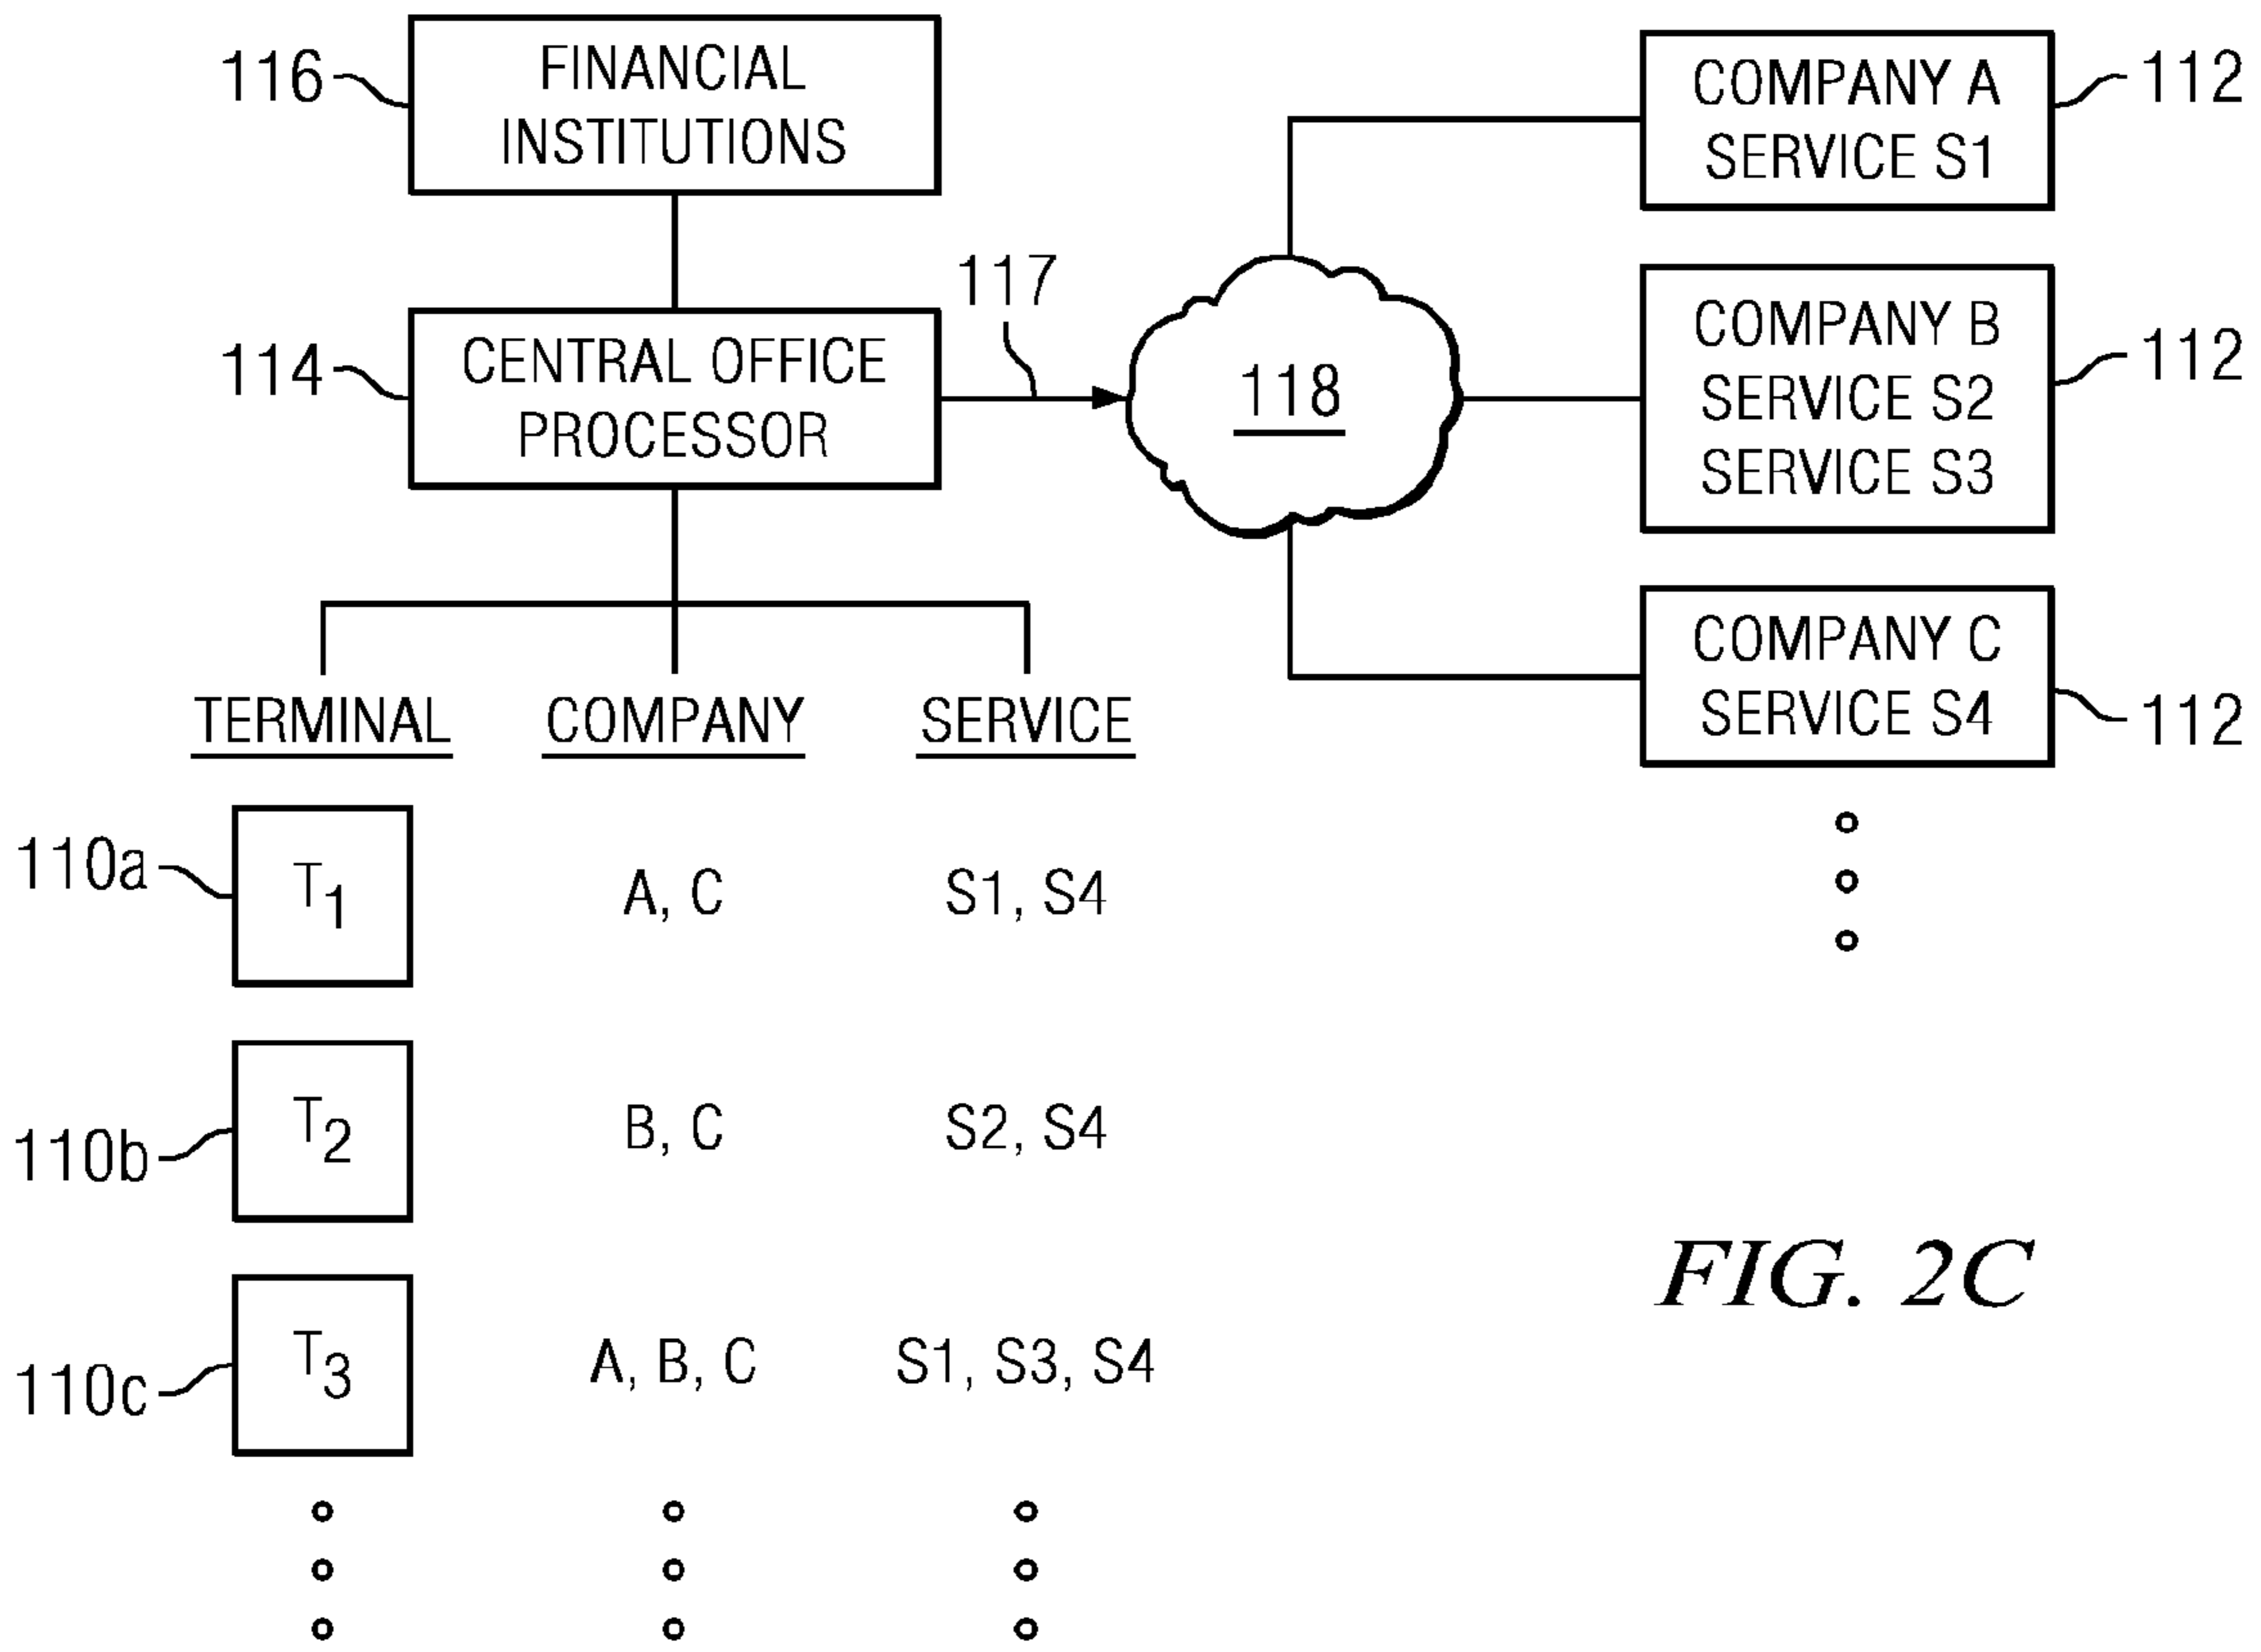 116
FINANCIAL
INSTITUTIONS
COMPANY A
SERVICE S1
112
117
114
CENTRAL OFFICE
PROCESSOR
118
COMPANY B
SERVICE S2
SERVICE S3
112
COMPANY C
SERVICE S4
112
TERMINAL COMPANY SERVICE
110a T1 A, C S1, S4
110b T2 B, C S2, S4
110c T3 A, B, C S1, S3, S4
FIG. 2C